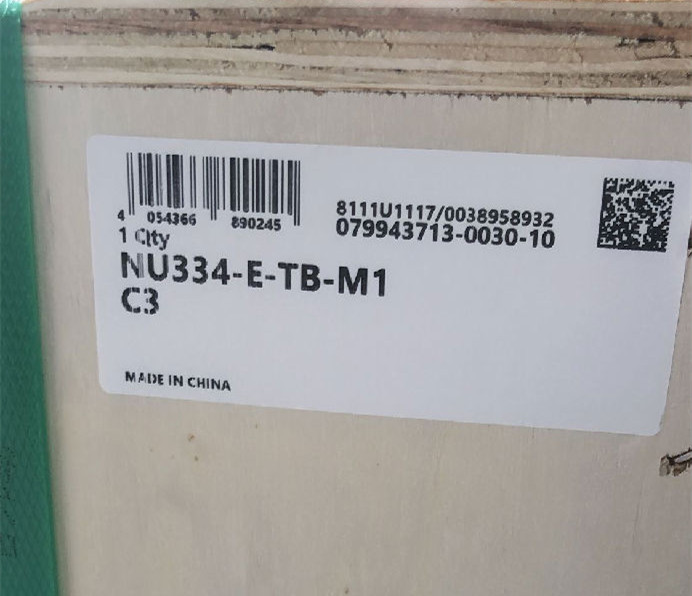 4 054366 890245
8111U1117/0038958932
079943713-0030-10
1 Qty
NU334-E-TB-M1
C3
MADE IN CHINA